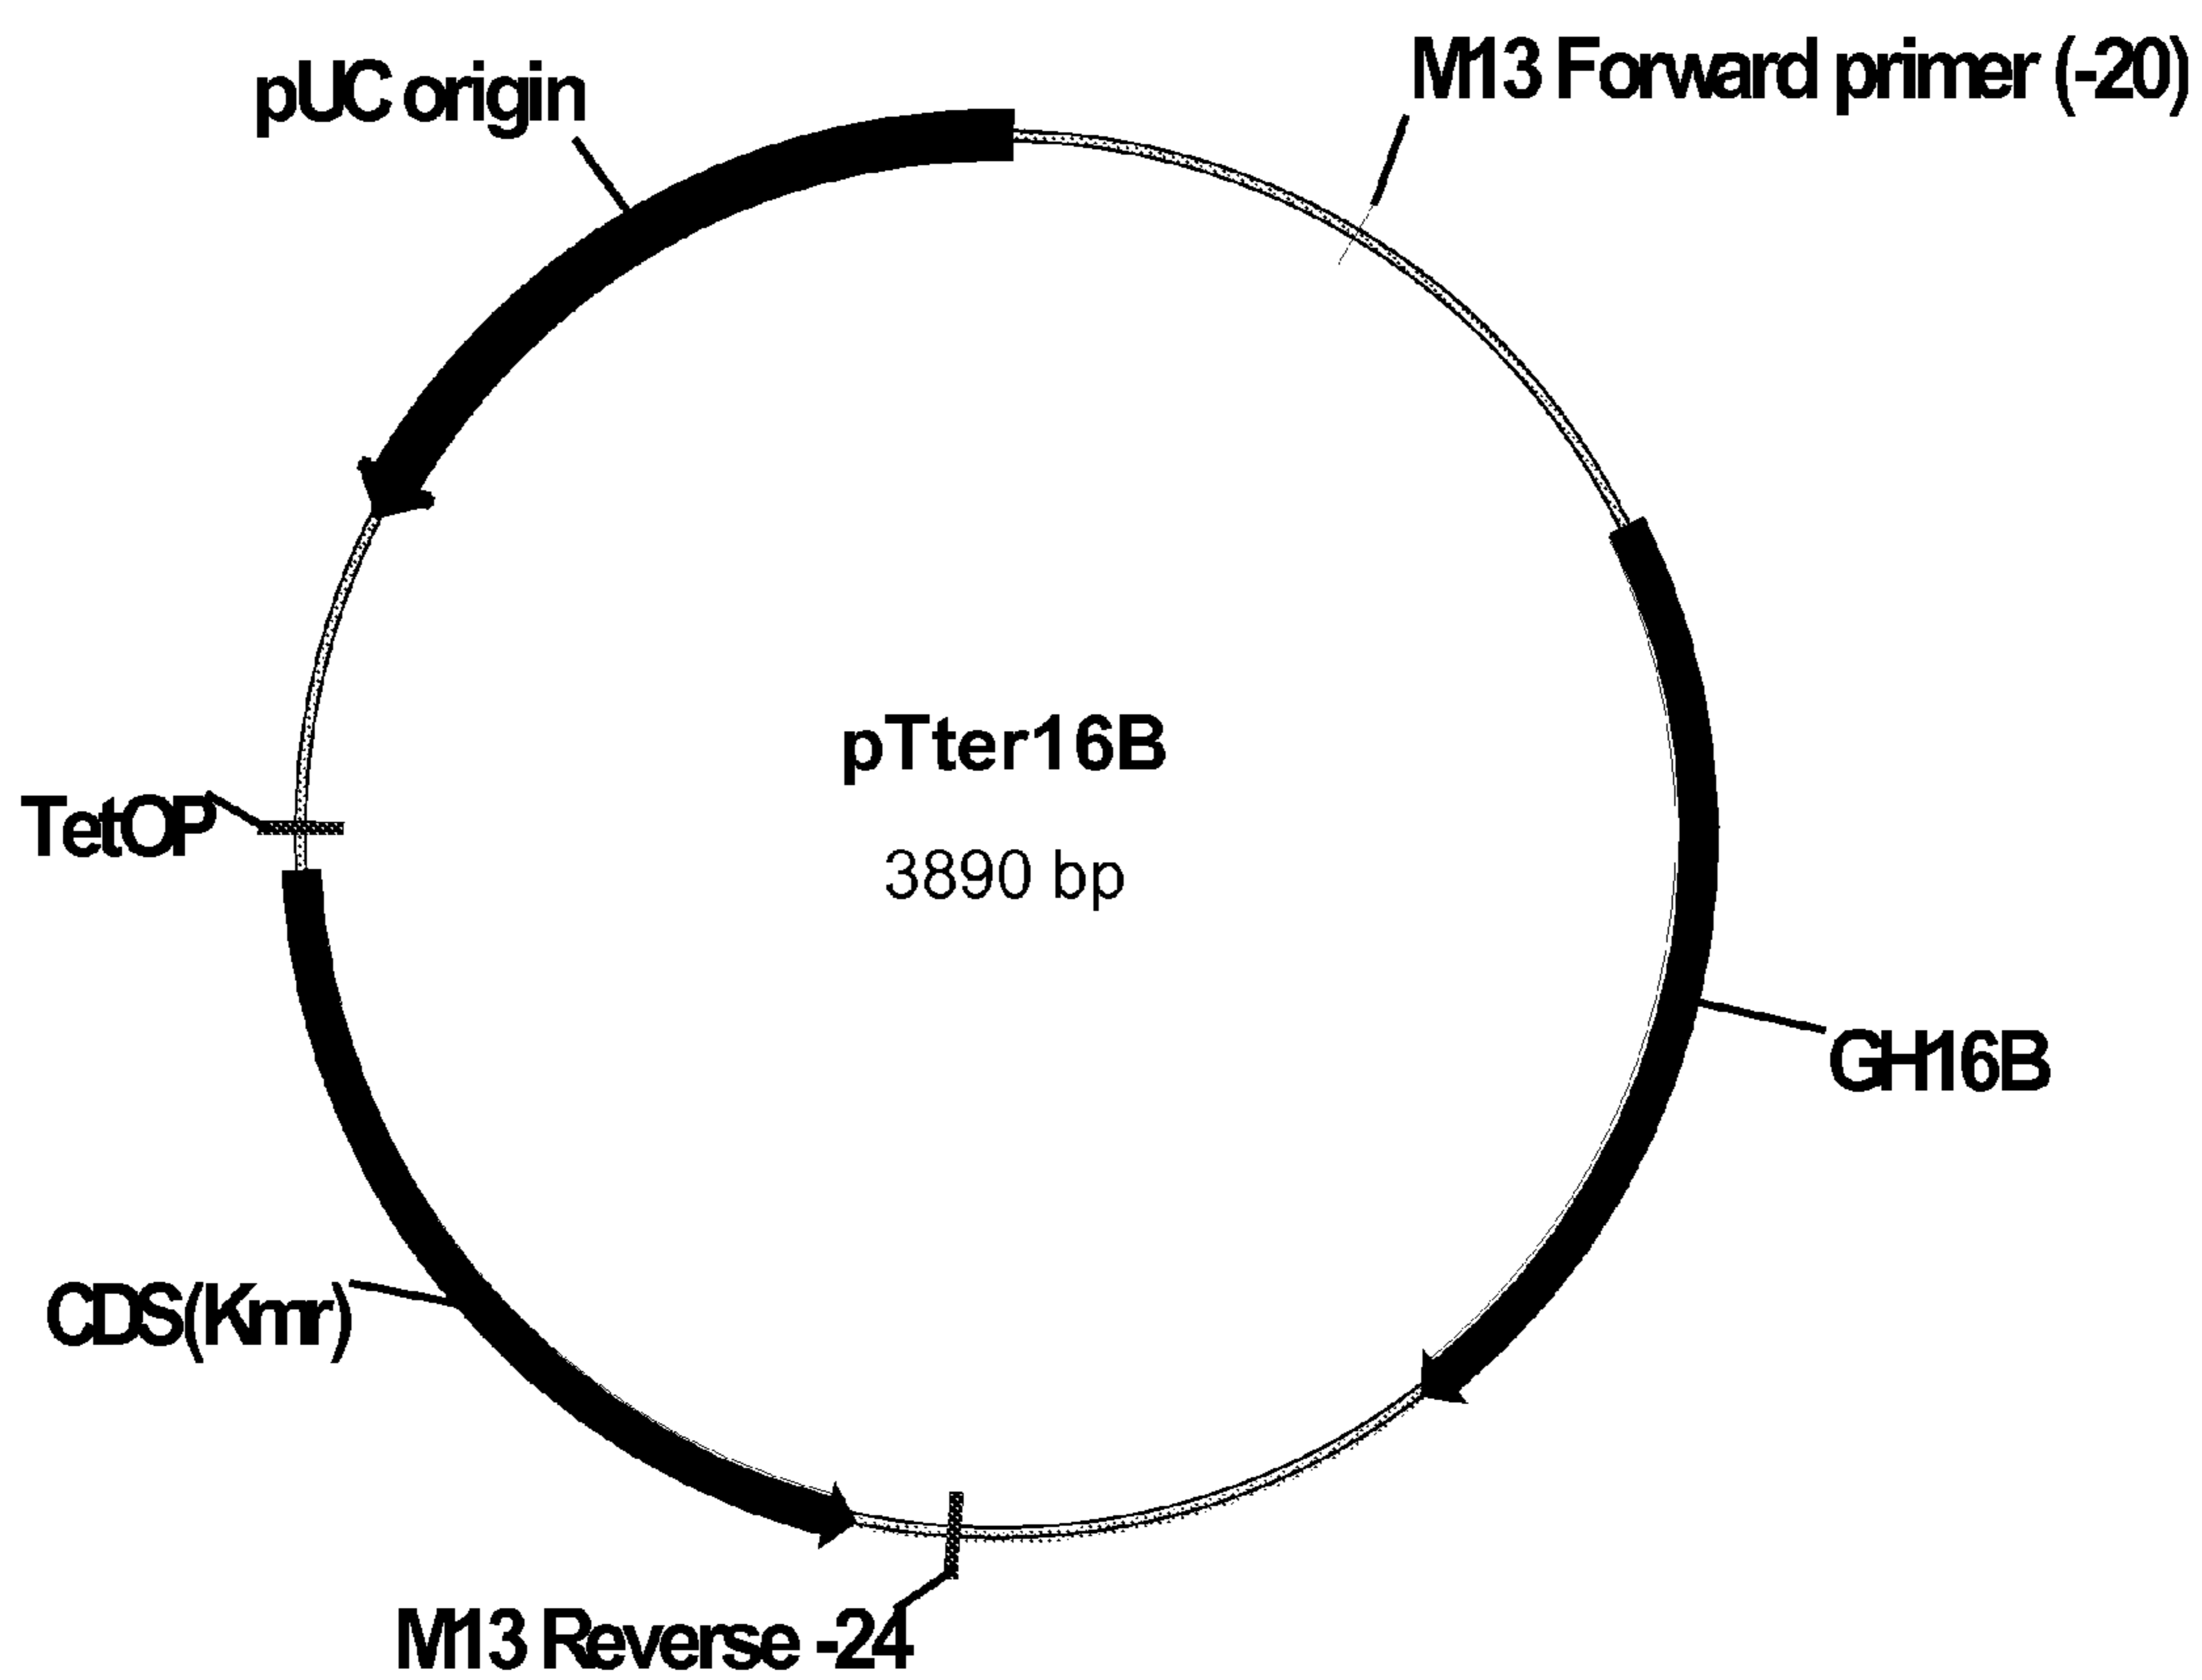 M13 Forward primer (-20)
pUC origin
pTter16B
3890 bp
TetOP
GH16B
CDS(Kmr)
M13 Reverse -24